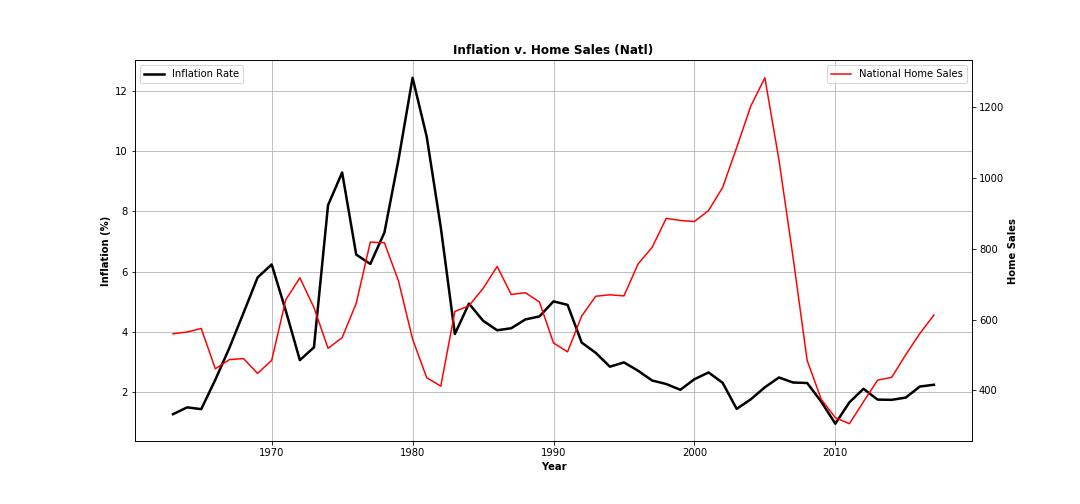 Inflation v. Home Sales (Natl)
Inflation Rate
National Home Sales
12
10
8
6
4
2
Inflation (%)
1200
1000
800
600
400
Home Sales
1970 1980 1990 2000 2010
Year